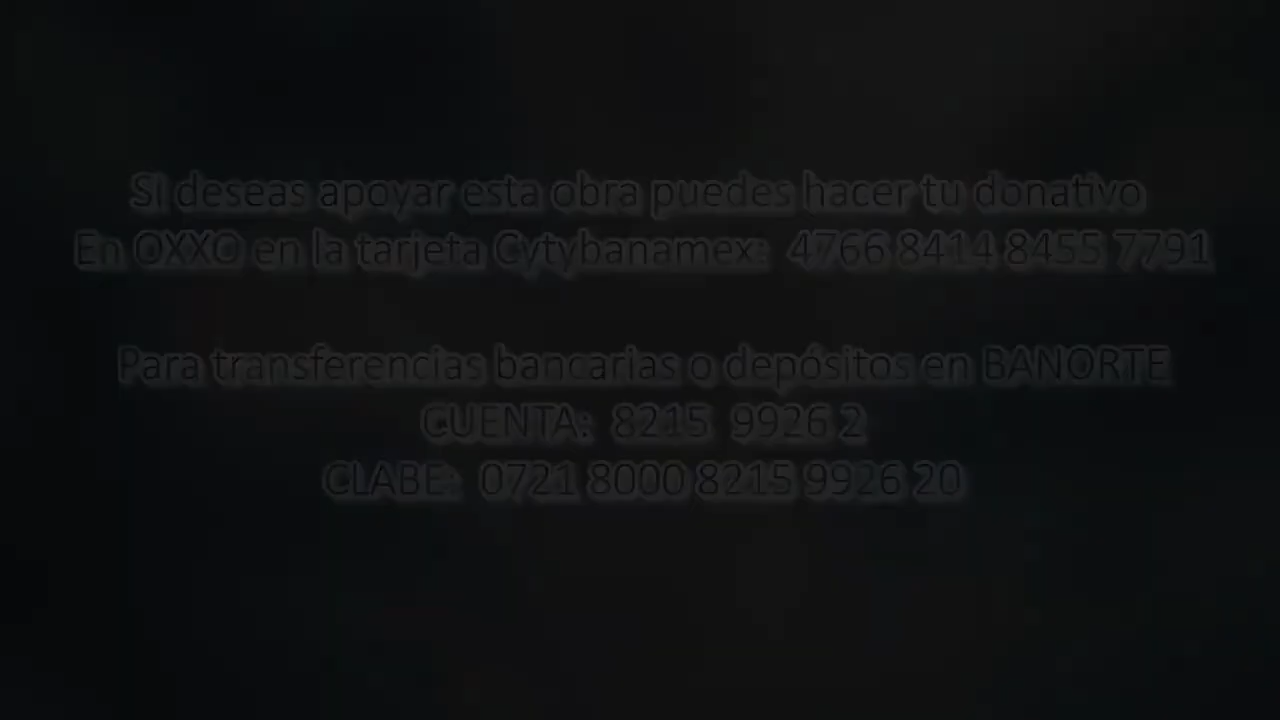 SI deseas apoyar esta obra puedes hacer tu donativo
En OXXO en la tarjeta Cytybanamex: 4766 8414 8455 7791
Para transferencias bancarias o depósitos en BANORTE
CUENTA: 8215 9926 2
CLABE: 0721 8000 8215 9926 20